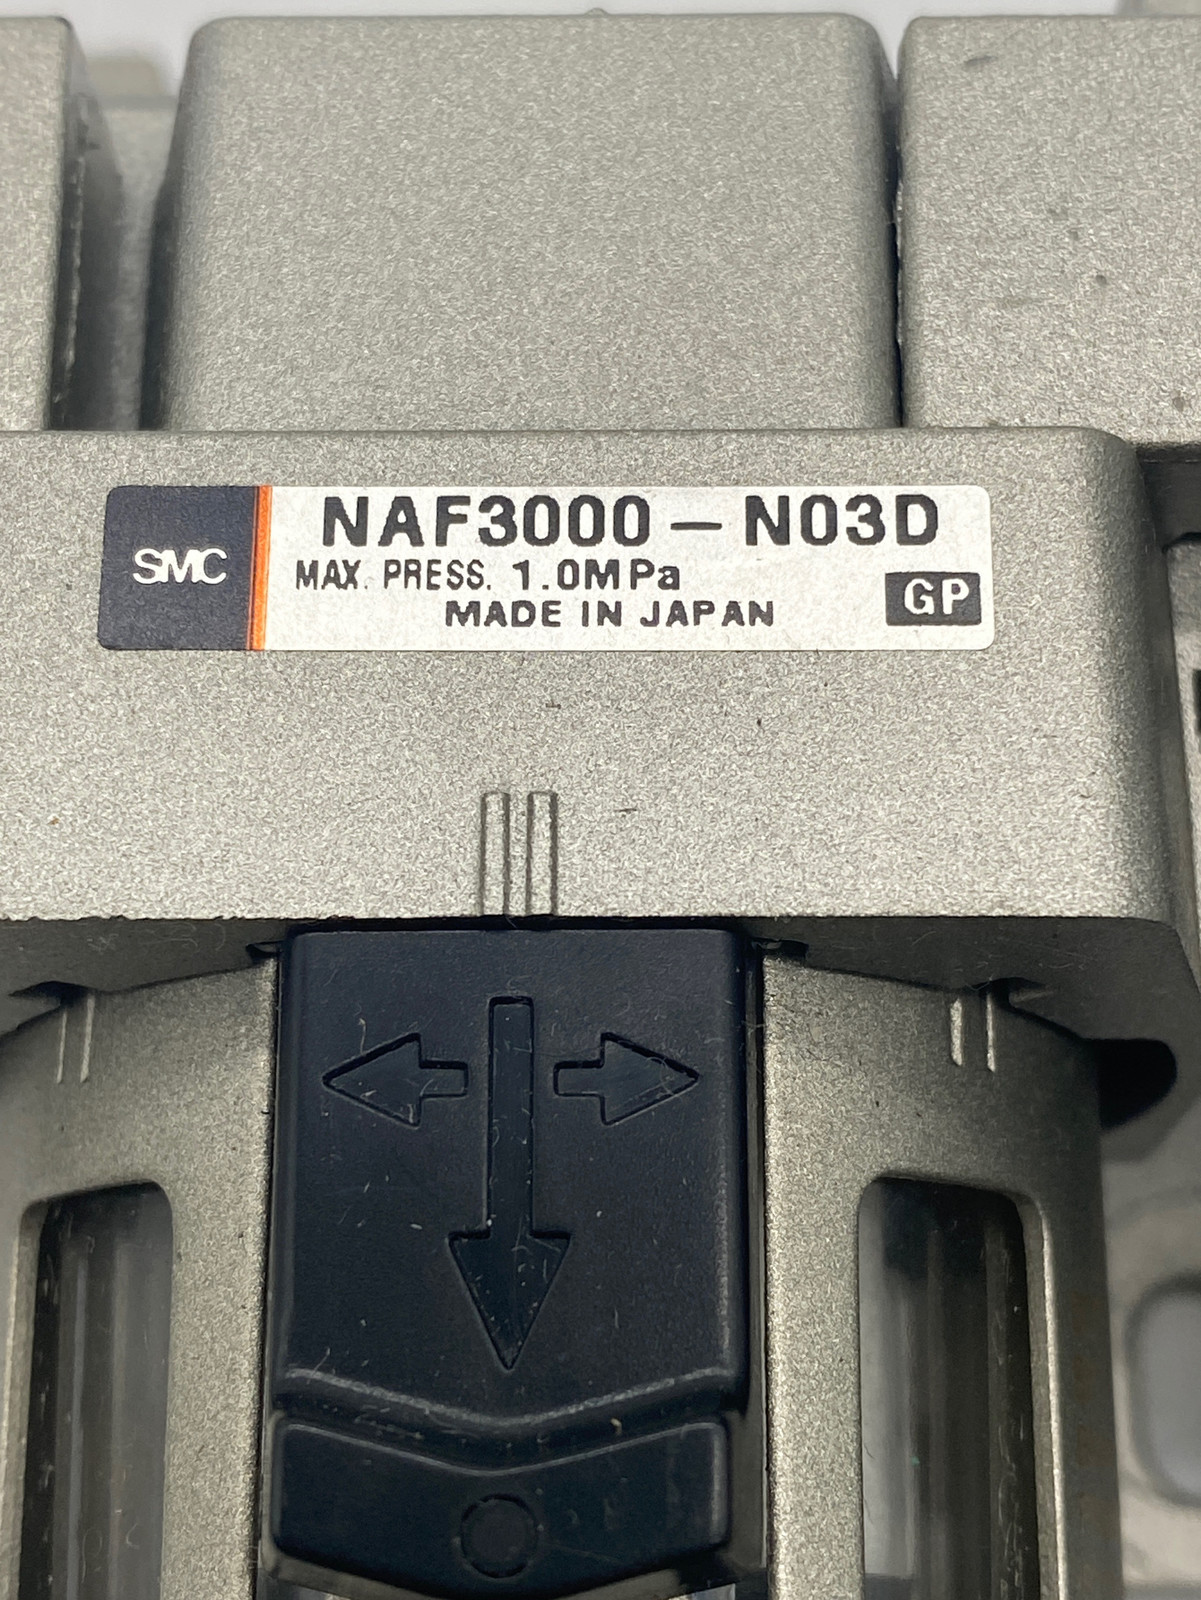 SMC
NAF3000-N03D
MAX. PRESS. 1.0MPa
MADE IN JAPAN
GP